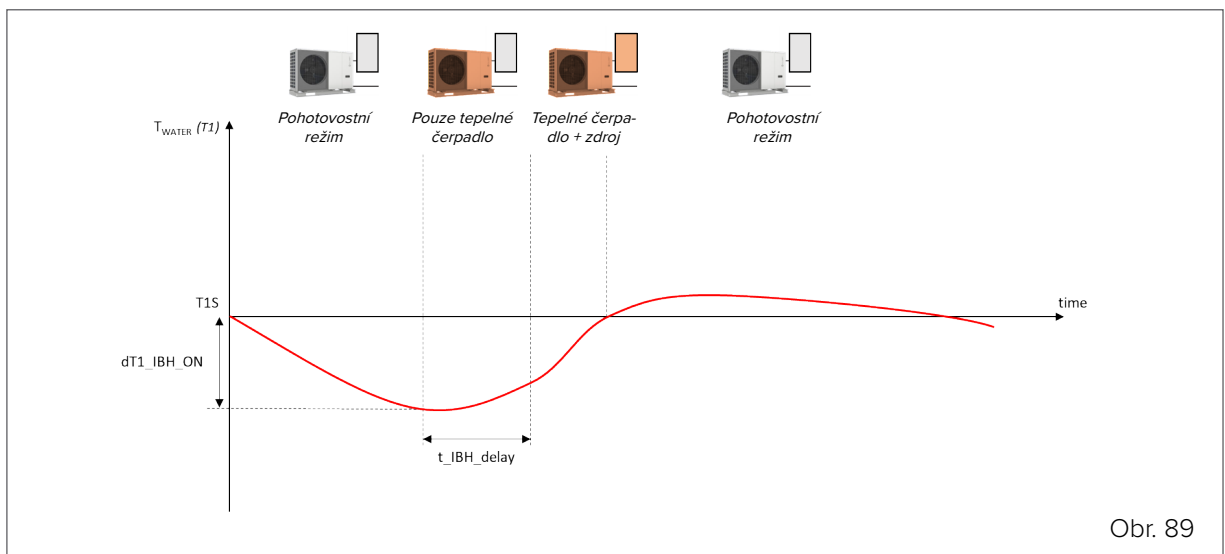 Pohotovostní
režim
Pouze tepelné
čerpadlo
Tepelné čerpa-
dlo + zdroj
Pohotovostní
režim
TWATER (T1)
T1S
time
dT1_IBH_ON
t_IBH_delay
Obr. 89